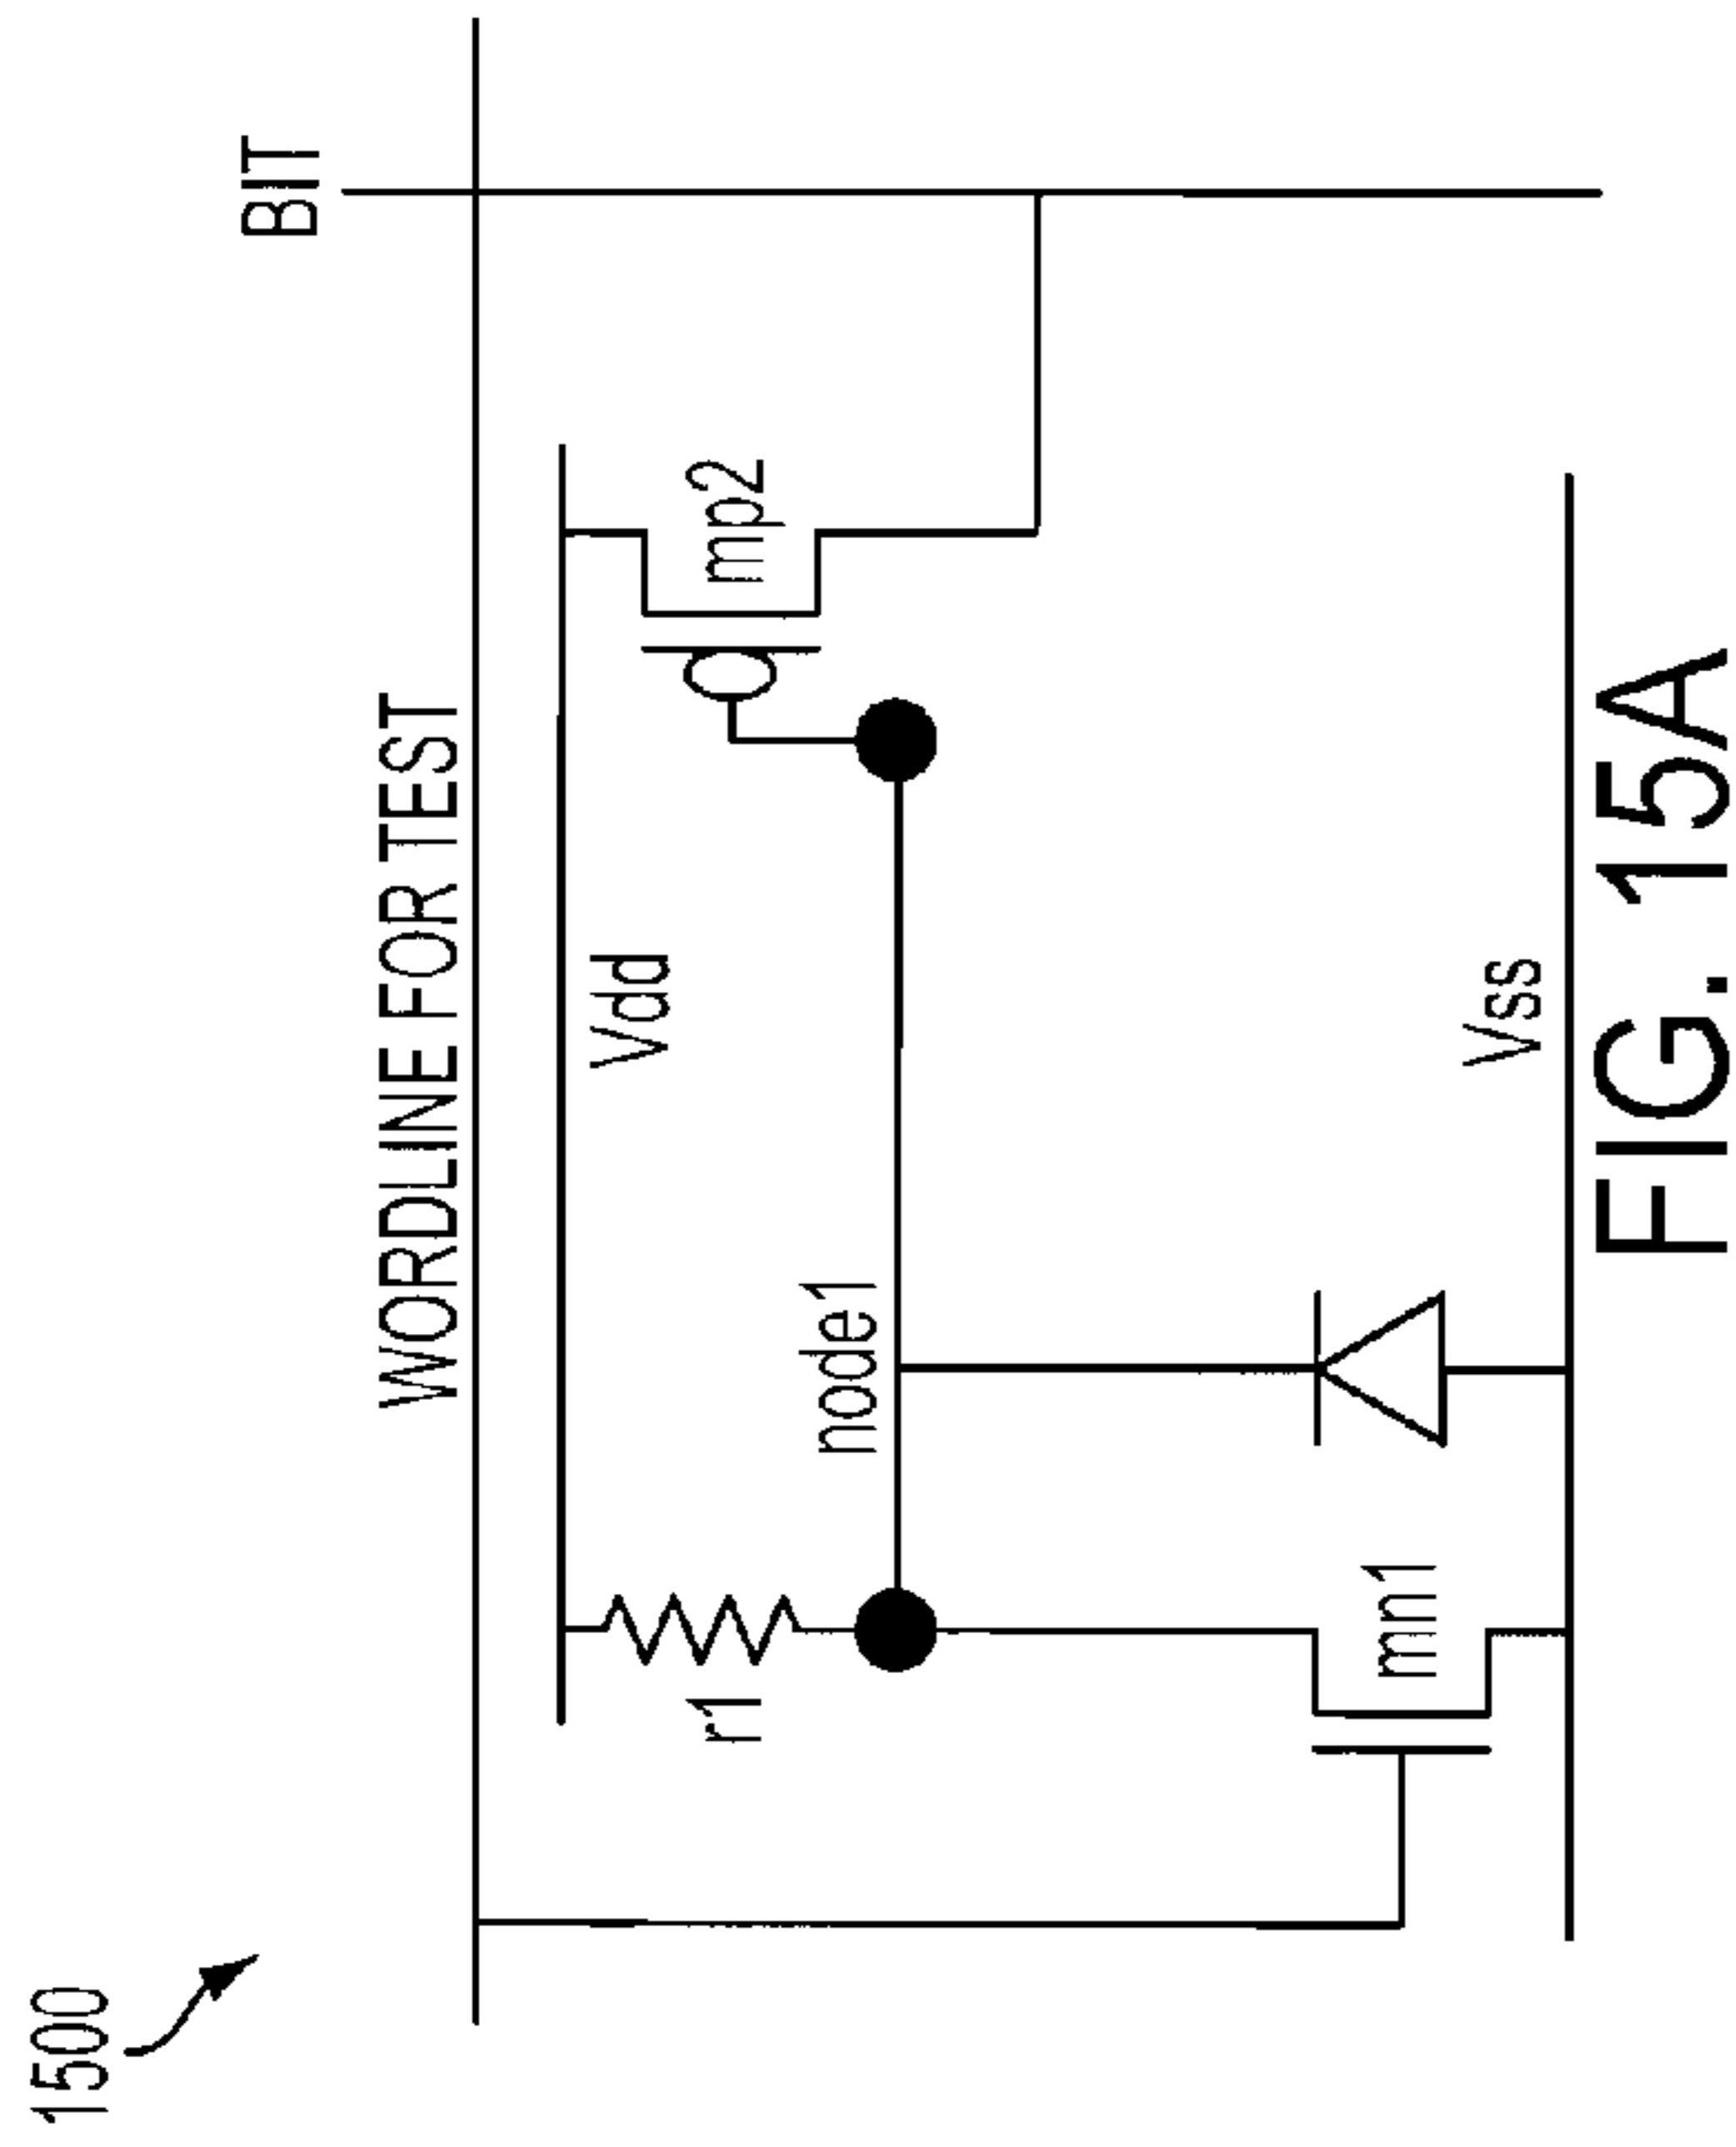 1500
BIT
WORDLINE FOR TEST
Vdd
r1
mp2
node1
mn1
Vss
FIG. 15A